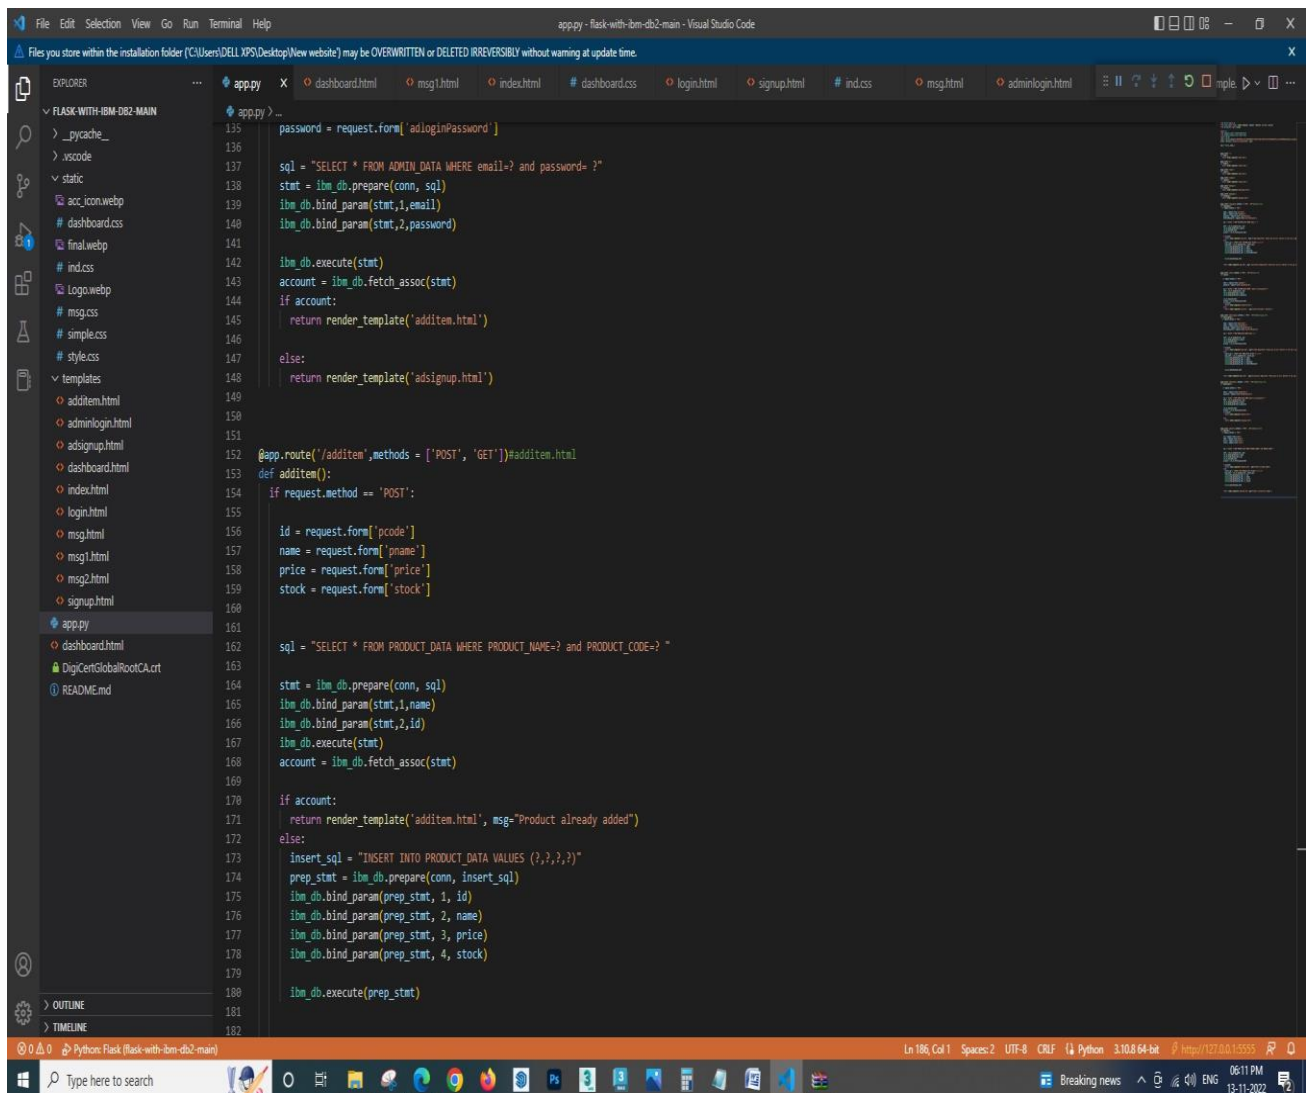 File Edit Selection View Go Run Terminal Help app.py - flask-with-ibm-db2-main - Visual Studio Code
Files you store within the installation folder ('C:\Users\DELL XPS\Desktop\New website') may be OVERWRITTEN or DELETED IRREVERSIBLY without warning at update time.
EXPLORER
app.py dashboard.html msg1.html index.html dashboard.css login.html signup.html ind.css msg.html adminlogin.html mple.
FLASK-WITH-IBM-DB2-MAIN
__pycache__
.vscode
static
acc_icon.webp
dashboard.css
final.webp
ind.css
Logo.webp
msg.css
simple.css
style.css
templates
additem.html
adminlogin.html
adsignup.html
dashboard.html
index.html
login.html
msg.html
msg1.html
msg2.html
signup.html
app.py
dashboard.html
DigiCertGlobalRootCA.crt
README.md
OUTLINE
TIMELINE
app.py > ...
135 password = request.form['adloginPassword']
136
137 sql = "SELECT * FROM ADMIN_DATA WHERE email=? and password= ?"
138 stmt = ibm_db.prepare(conn, sql)
139 ibm_db.bind_param(stmt,1,email)
140 ibm_db.bind_param(stmt,2,password)
141
142 ibm_db.execute(stmt)
143 account = ibm_db.fetch_assoc(stmt)
144 if account:
145 return render_template('additem.html')
146
147 else:
148 return render_template('adsignup.html')
149
150
151
152 @app.route('/additem',methods = ['POST', 'GET'])#additem.html
153 def additem():
154 if request.method == 'POST':
155
156 id = request.form['pcode']
157 name = request.form['pname']
158 price = request.form['price']
159 stock = request.form['stock']
160
161
162 sql = "SELECT * FROM PRODUCT_DATA WHERE PRODUCT_NAME=? and PRODUCT_CODE=? "
163
164 stmt = ibm_db.prepare(conn, sql)
165 ibm_db.bind_param(stmt,1,name)
166 ibm_db.bind_param(stmt,2,id)
167 ibm_db.execute(stmt)
168 account = ibm_db.fetch_assoc(stmt)
169
170 if account:
171 return render_template('additem.html', msg="Product already added")
172 else:
173 insert_sql = "INSERT INTO PRODUCT_DATA VALUES (?,?,?,?)"
174 prep_stmt = ibm_db.prepare(conn, insert_sql)
175 ibm_db.bind_param(prep_stmt, 1, id)
176 ibm_db.bind_param(prep_stmt, 2, name)
177 ibm_db.bind_param(prep_stmt, 3, price)
178 ibm_db.bind_param(prep_stmt, 4, stock)
179
180 ibm_db.execute(prep_stmt)
181
182
0 0 Python: Flask (flask-with-ibm-db2-main) Ln 186, Col 1 Spaces: 2 UTF-8 CRLF Python 3.10.8 64-bit http://127.0.0.1:5555
Type here to search Breaking news ENG 06:11 PM
13-11-2022